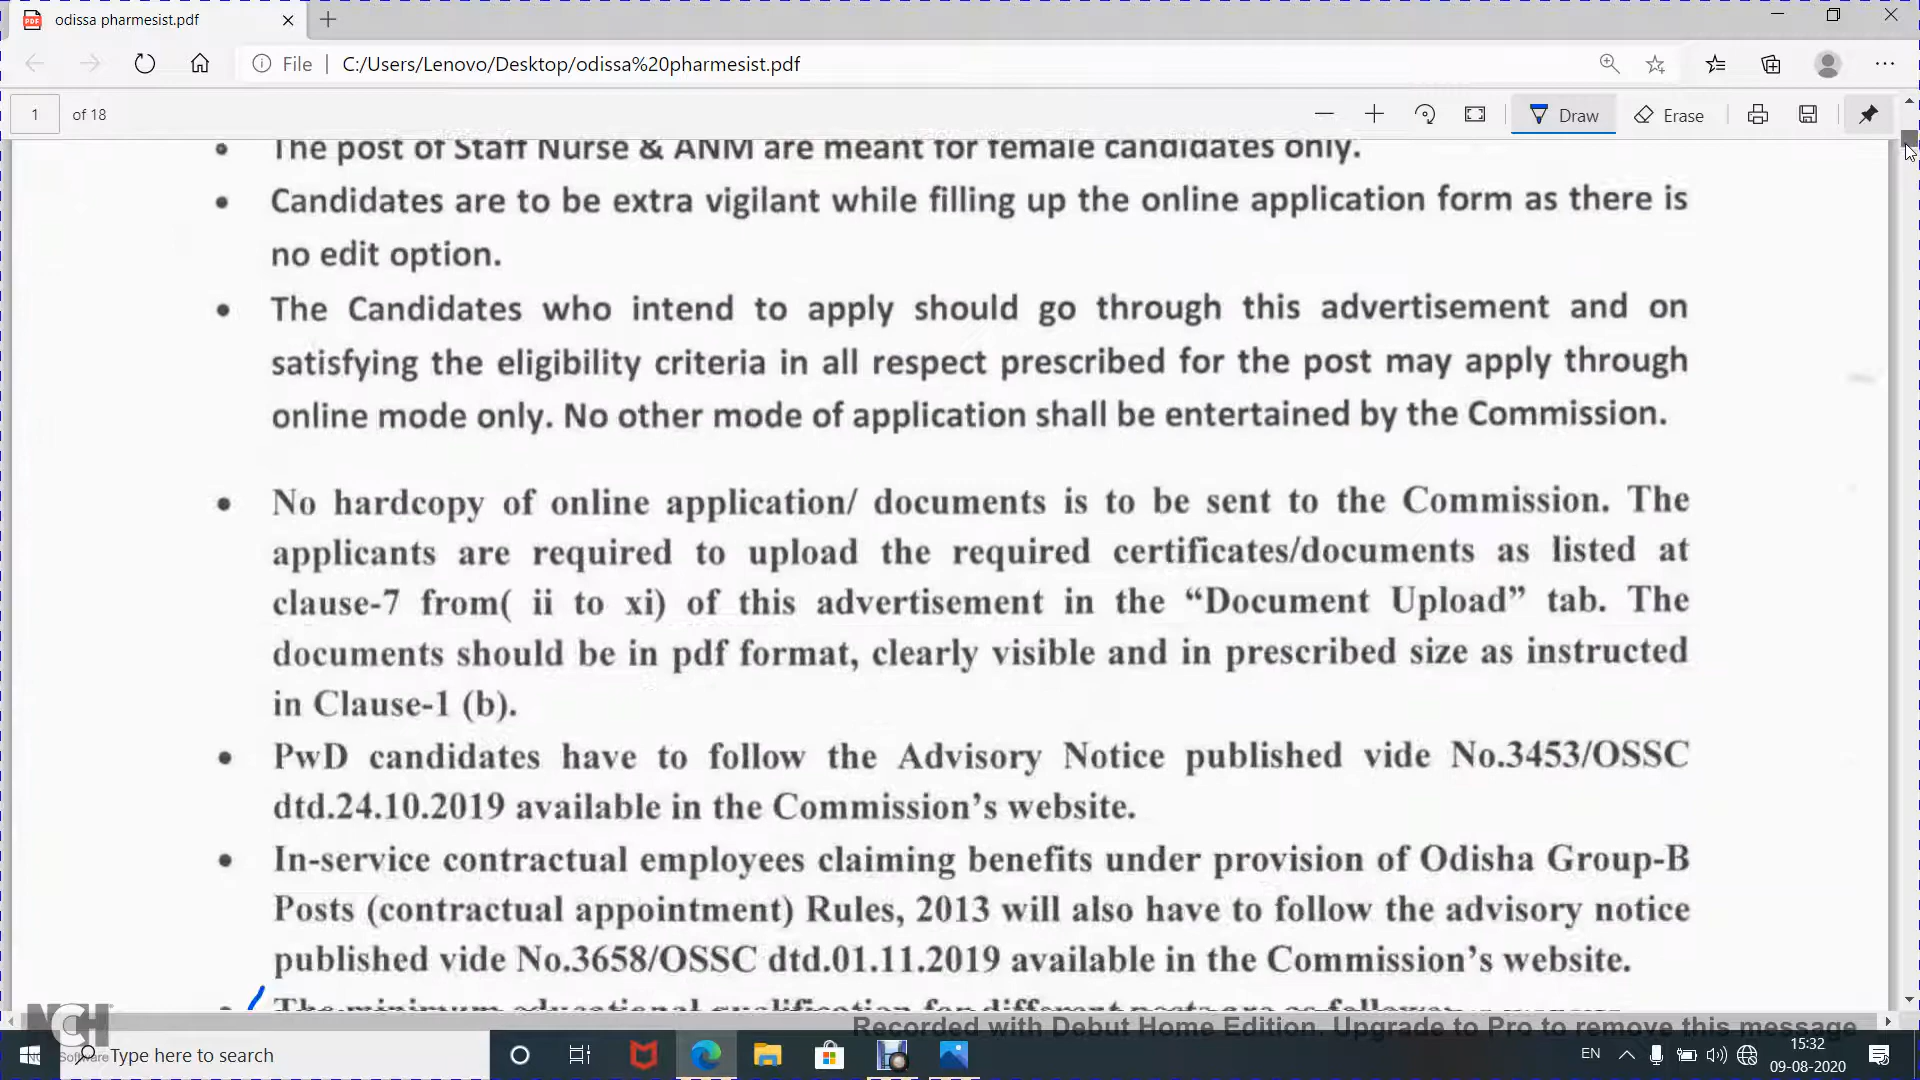 odissa pharmesist.pdf
File C:/Users/Lenovo/Desktop/odissa%20pharmesist.pdf
1 of 18 Draw Erase
• The post of Staff Nurse & ANM are meant for female candidates only.
• Candidates are to be extra vigilant while filling up the online application form as there is
no edit option.
• The Candidates who intend to apply should go through this advertisement and on
satisfying the eligibility criteria in all respect prescribed for the post may apply through
online mode only. No other mode of application shall be entertained by the Commission.
• No hardcopy of online application/ documents is to be sent to the Commission. The
applicants are required to upload the required certificates/documents as listed at
clause-7 from( ii to xi) of this advertisement in the “Document Upload” tab. The
documents should be in pdf format, clearly visible and in prescribed size as instructed
in Clause-1 (b).
• PwD candidates have to follow the Advisory Notice published vide No.3453/OSSC
dtd.24.10.2019 available in the Commission’s website.
• In-service contractual employees claiming benefits under provision of Odisha Group-B
Posts (contractual appointment) Rules, 2013 will also have to follow the advisory notice
published vide No.3658/OSSC dtd.01.11.2019 available in the Commission’s website.
• The minimum educational qualification for different posts are as follows:
NCH
Recorded with Debut Home Edition. Upgrade to Pro to remove this message
Type here to search
EN
15:32
09-08-2020